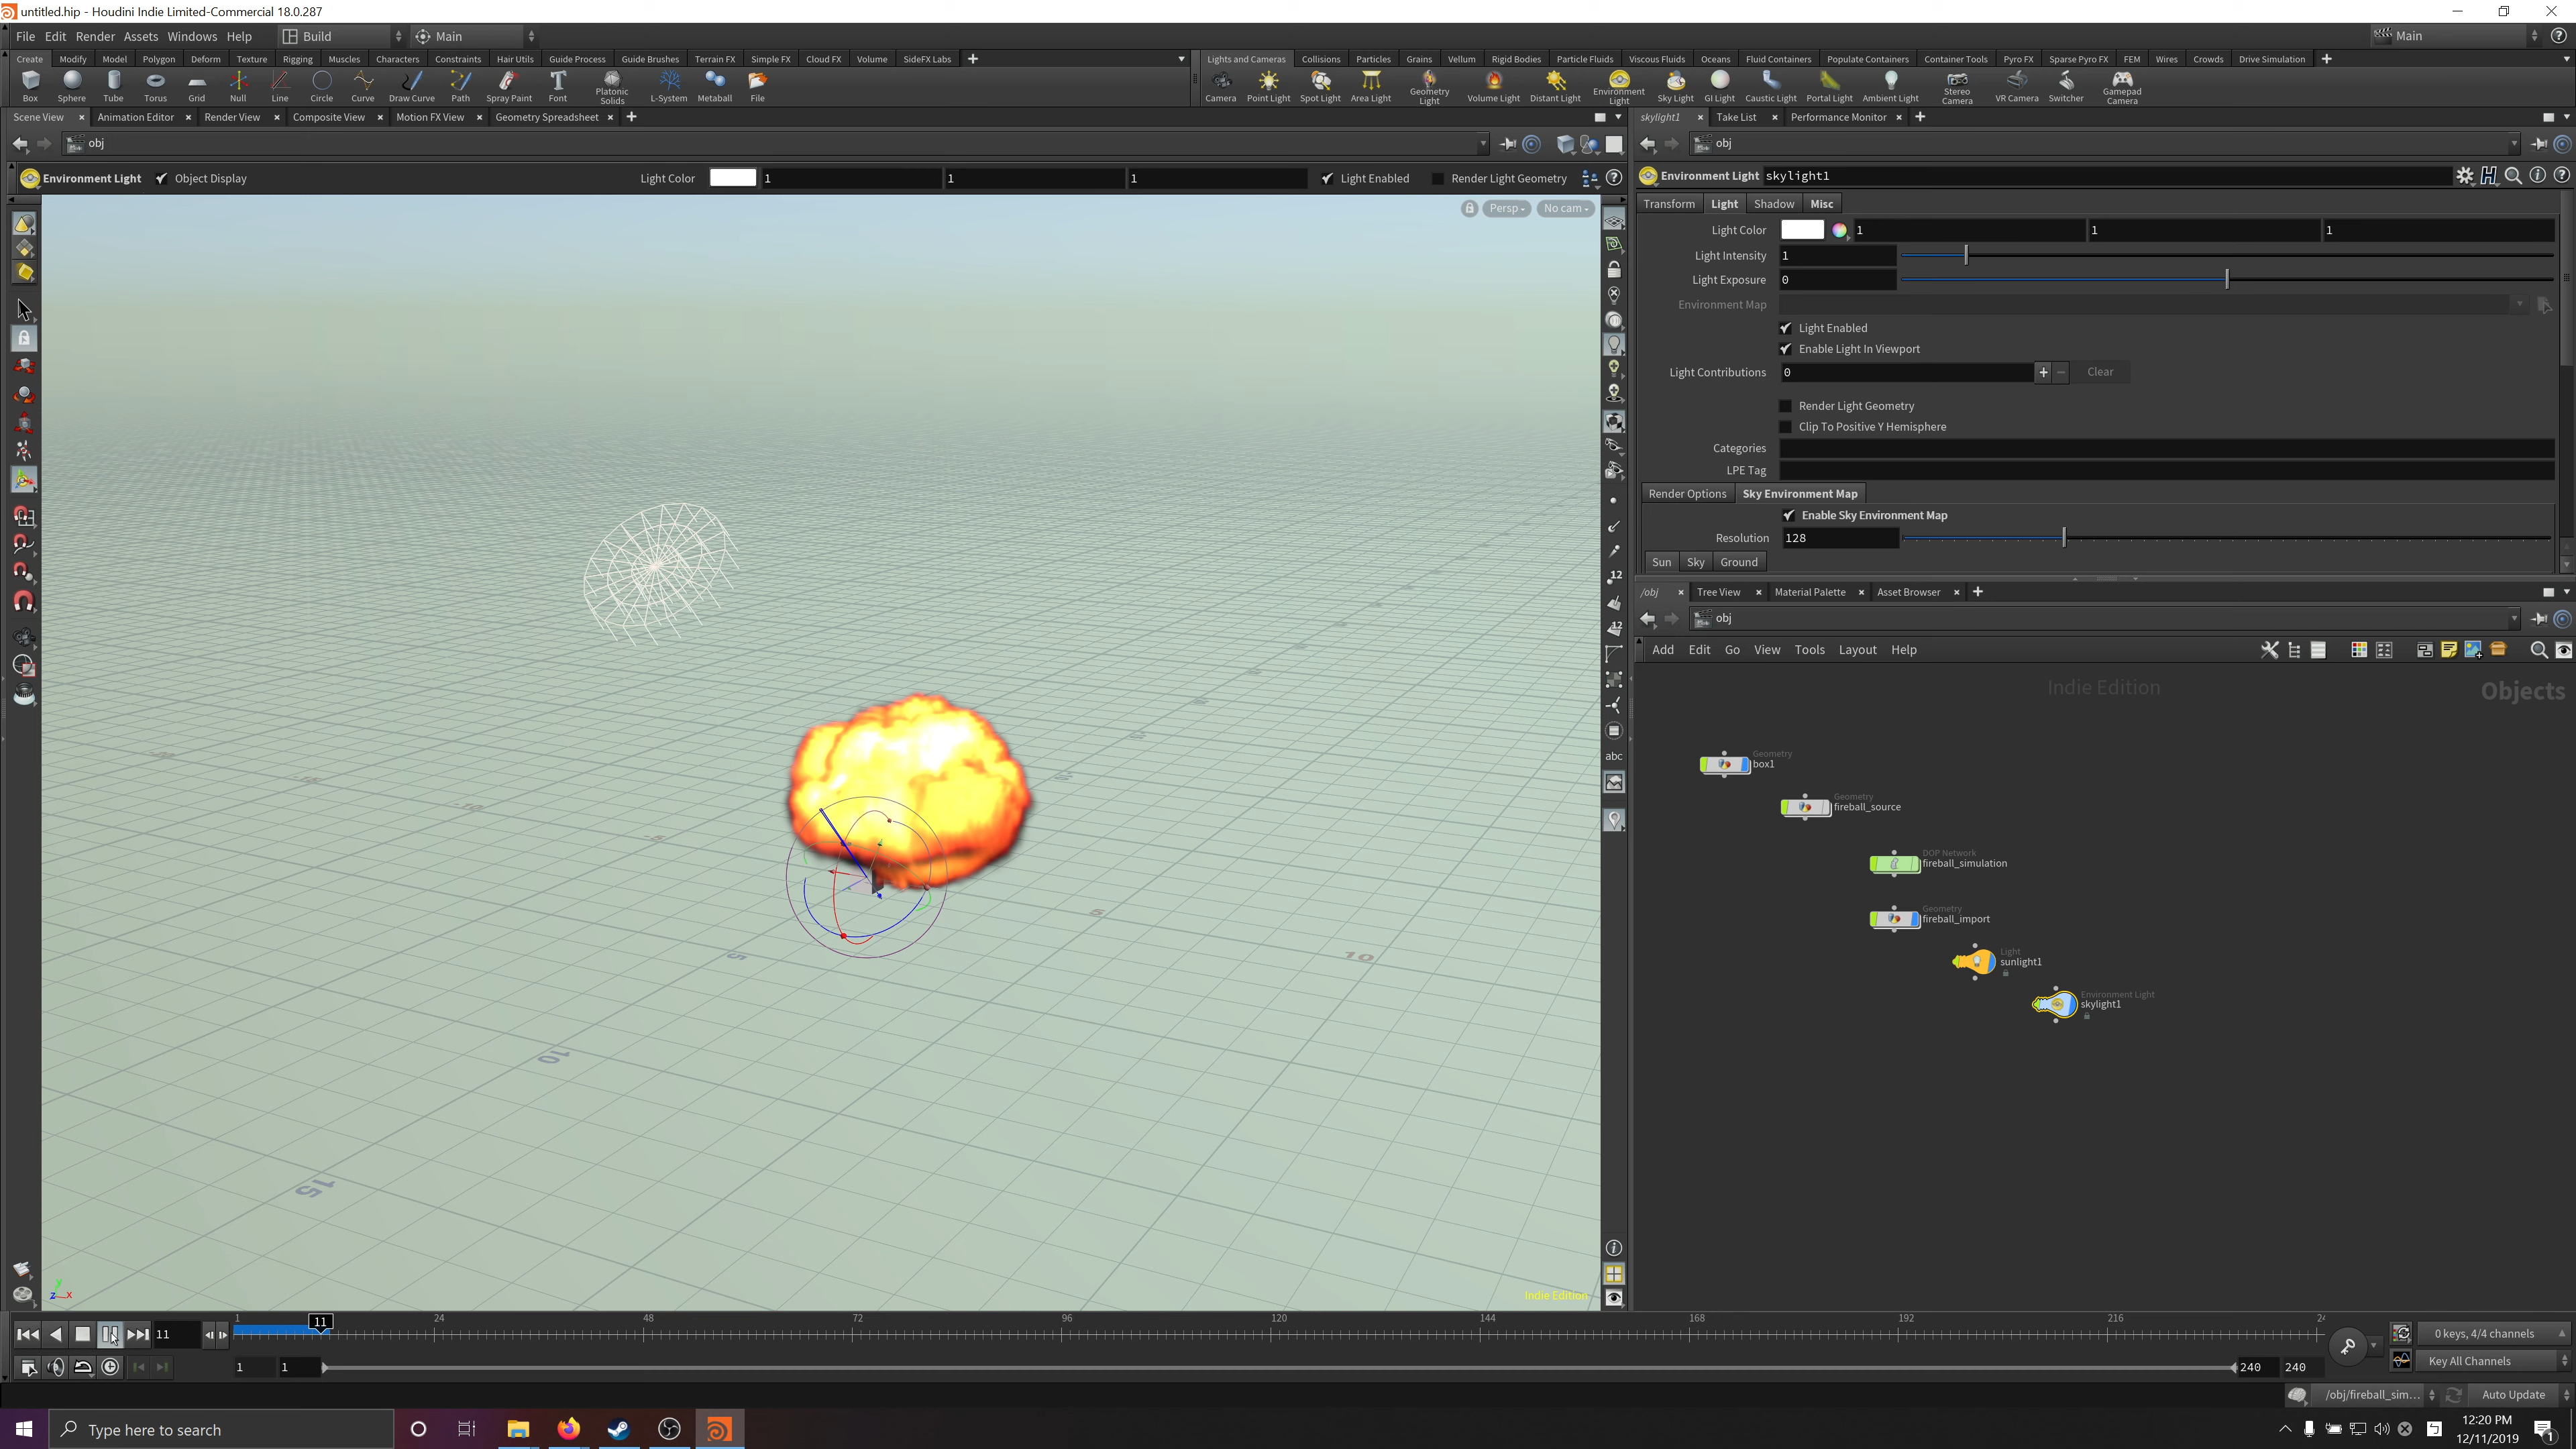 untitled.hip - Houdini Indie Limited-Commercial 18.0.287
File Edit Render Assets Windows Help Build Main Main
Create Modify Model Polygon Deform Texture Rigging Muscles Characters Constraints Hair Utils Guide Process Guide Brushes Terrain FX Simple FX Cloud FX Volume SideFX Labs
Lights and Cameras Collisions Particles Grains Vellum Rigid Bodies Particle Fluids Viscous Fluids Oceans Fluid Containers Populate Containers Container Tools Pyro FX Sparse Pyro FX FEM Wires Crowds Drive Simulation
Box Sphere Tube Torus Grid Null Line Circle Curve Draw Curve Path Spray Paint Font Platonic Solids L-System Metaball File
Camera Point Light Spot Light Area Light Geometry Light Volume Light Distant Light Environment Light Sky Light GI Light Caustic Light Portal Light Ambient Light Stereo Camera VR Camera Switcher Gamepad Camera
Scene View Animation Editor Render View Composite View Motion FX View Geometry Spreadsheet
obj
Environment Light Object Display Light Color 1 1 1 Light Enabled Render Light Geometry
Persp No cam
12
12
abc
10
5
5
10
15
Indie Edition
y
z x
skylight1 Take List Performance Monitor
obj
Environment Light skylight1
Transform Light Shadow Misc
Light Color 1 1 1
Light Intensity 1
Light Exposure 0
Environment Map
Light Enabled
Enable Light In Viewport
Light Contributions 0 Clear
Render Light Geometry
Clip To Positive Y Hemisphere
Categories
LPE Tag
Render Options Sky Environment Map
Enable Sky Environment Map
Resolution 128
Sun Sky Ground
/obj Tree View Material Palette Asset Browser
obj
Add Edit Go View Tools Layout Help
Indie Edition Objects
Geometry
box1
Geometry
fireball_source
DOP Network
fireball_simulation
Geometry
fireball_import
Light
sunlight1
Environment Light
skylight1
1 24 48 72 96 120 144 168 192 216 24
11 11
0 keys, 4/4 channels
1 1 240 240
Key All Channels
/obj/fireball_sim... Auto Update
Type here to search
12:20 PM
12/11/2019
1